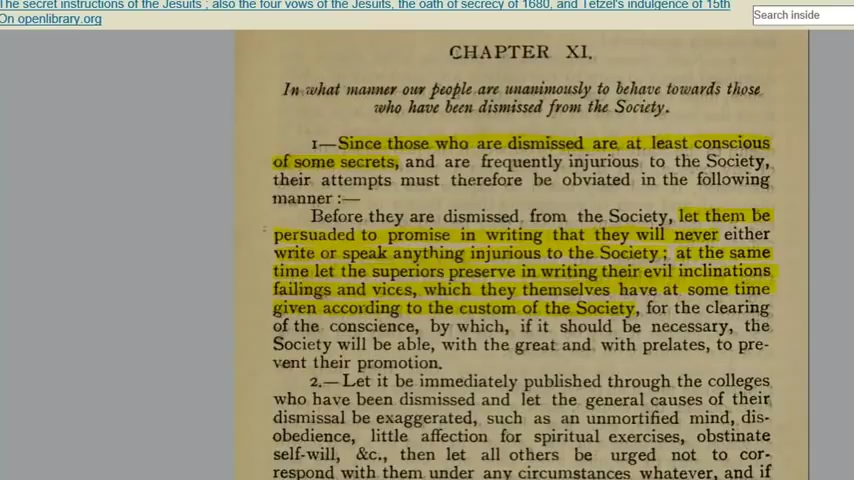 The secret instructions of the Jesuits ; also the four vows of the Jesuits, the oath of secrecy of 1680, and Tetzel's indulgence of 15th
On openlibrary.org
Search inside
CHAPTER XI.
In what manner our people are unanimously to behave towards those
who have been dismissed from the Society.
1—Since those who are dismissed are at least conscious
of some secrets, and are frequently injurious to the Society,
their attempts must therefore be obviated in the following
manner :—
Before they are dismissed from the Society, let them be
persuaded to promise in writing that they will never either
write or speak anything injurious to the Society ; at the same
time let the superiors preserve in writing their evil inclinations
failings and vices, which they themselves have at some time
given according to the custom of the Society, for the clearing
of the conscience, by which, if it should be necessary, the
Society will be able, with the great and with prelates, to pre-
vent their promotion.
2.—Let it be immediately published through the colleges
who have been dismissed and let the general causes of their
dismissal be exaggerated, such as an unmortified mind, dis-
obedience, little affection for spiritual exercises, obstinate
self-will, &c., then let all others be urged not to cor-
respond with them under any circumstances whatever, and if